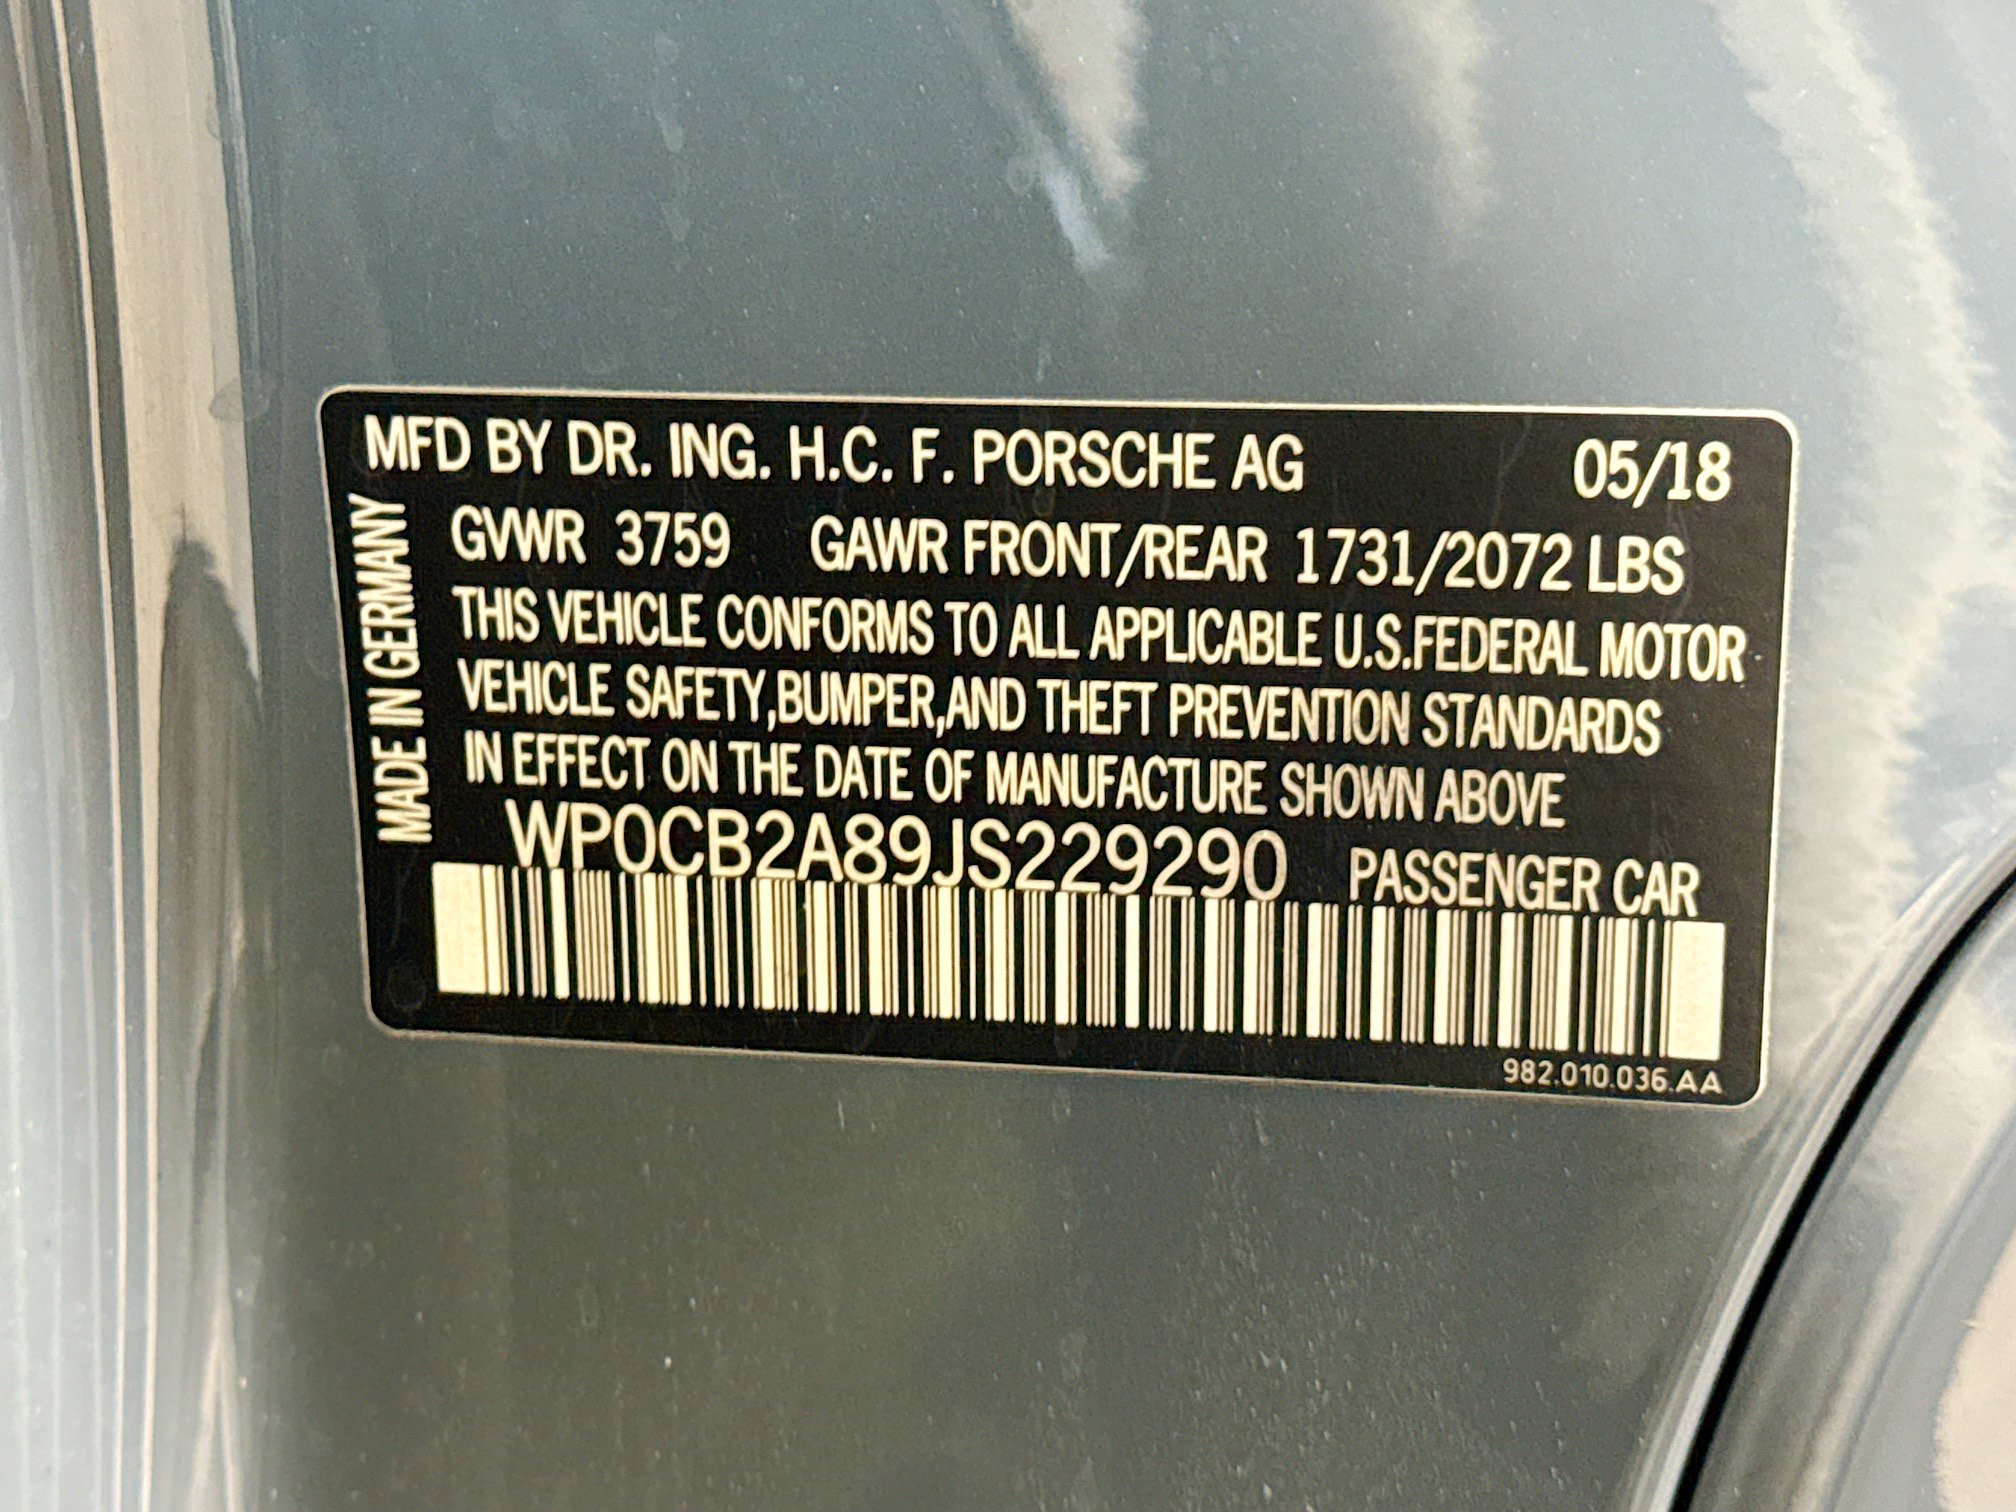 MFD BY DR. ING. H.C. F. PORSCHE AG 05/18
MADE IN GERMANY
GVWR 3759 GAWR FRONT/REAR 1731/2072 LBS
THIS VEHICLE CONFORMS TO ALL APPLICABLE U.S.FEDERAL MOTOR
VEHICLE SAFETY,BUMPER,AND THEFT PREVENTION STANDARDS
IN EFFECT ON THE DATE OF MANUFACTURE SHOWN ABOVE
WP0CB2A89JS229290 PASSENGER CAR
982.010.036.AA